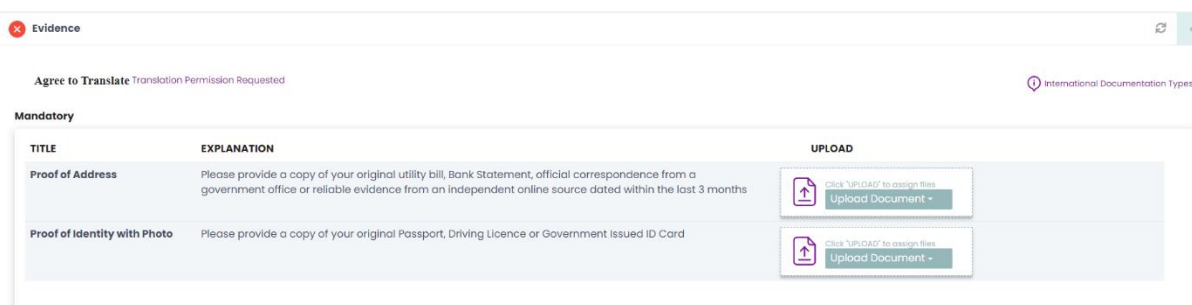 Evidence
Agree to Translate Translation Permission Requested
International Documentation Types
Mandatory
TITLE EXPLANATION UPLOAD
Proof of Address
Please provide a copy of your original utility bill, Bank Statement, official correspondence from a
government office or reliable evidence from an independent online source dated within the last 3 months
Click "UPLOAD" to assign files
Upload Document
Proof of Identity with Photo
Please provide a copy of your original Passport, Driving Licence or Government Issued ID Card
Click "UPLOAD" to assign files
Upload Document